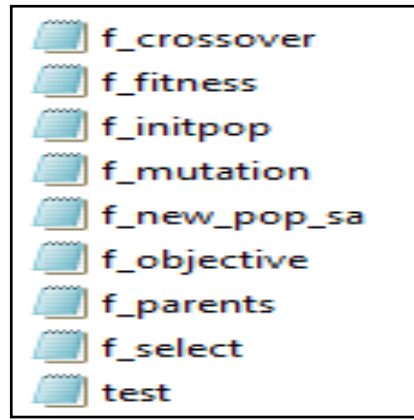 f_crossover
f_fitness
f_initpop
f_mutation
f_new_pop_sa
f_objective
f_parents
f_select
test